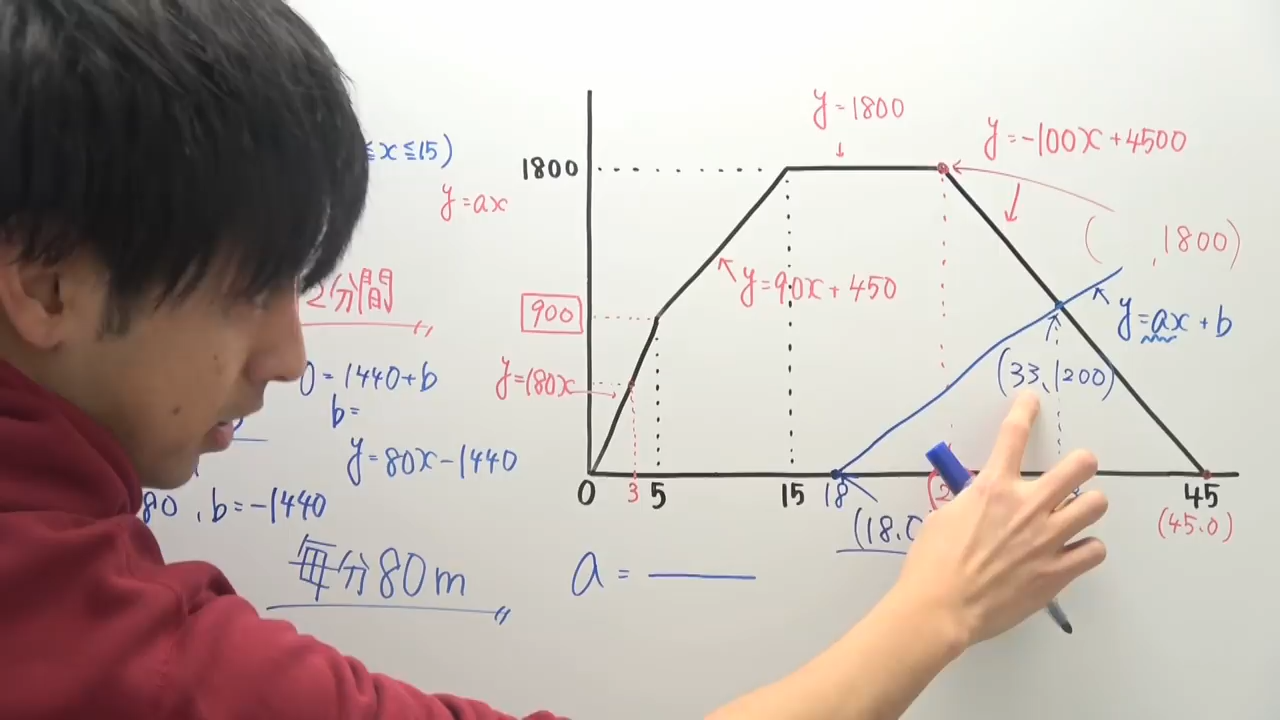 ≦x≦15)
y=ax
2分間
0=1440+b
b=
y=80x-1440
80, b=-1440
毎分80m
a=
1800
900
y=180x
y=1800
y=-100x+4500
( ,1800)
y=90x+450
y=ax+b
(33,1200)
0
3
5
15
18
45
(18.0
(45.0)